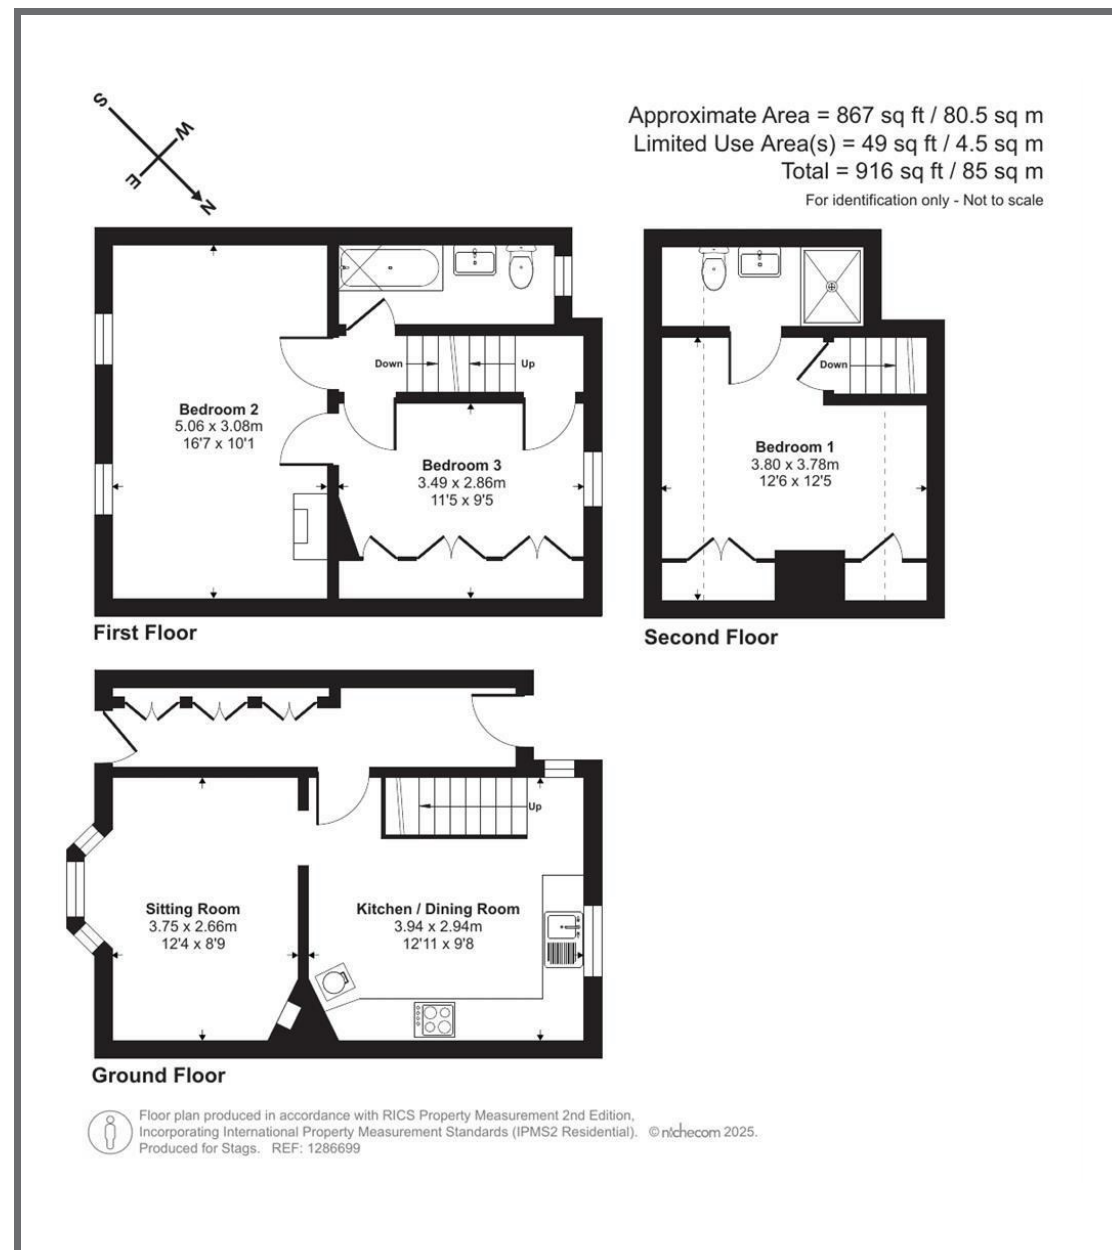 S
W
E
N
Approximate Area = 867 sq ft / 80.5 sq m
Limited Use Area(s) = 49 sq ft / 4.5 sq m
Total = 916 sq ft / 85 sq m
For identification only - Not to scale
Down
Up
Bedroom 2
5.06 x 3.08m
16'7 x 10'1
Bedroom 3
3.49 x 2.86m
11'5 x 9'5
First Floor
Down
Bedroom 1
3.80 x 3.78m
12'6 x 12'5
Second Floor
Up
Sitting Room
3.75 x 2.66m
12'4 x 8'9
Kitchen / Dining Room
3.94 x 2.94m
12'11 x 9'8
Ground Floor
Floor plan produced in accordance with RICS Property Measurement 2nd Edition,
Incorporating International Property Measurement Standards (IPMS2 Residential). © nichecom 2025.
Produced for Stags. REF: 1286699